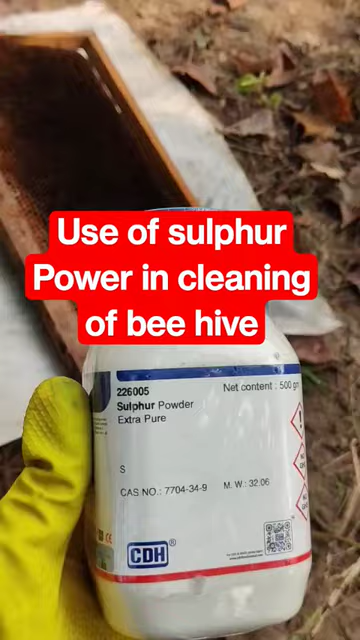 Use of sulphur
Power in cleaning
of bee hive
226005
Net content : 500 gm
Sulphur Powder
Extra Pure
S
CAS NO.: 7704-34-9
M. W.: 32.06
CDH®